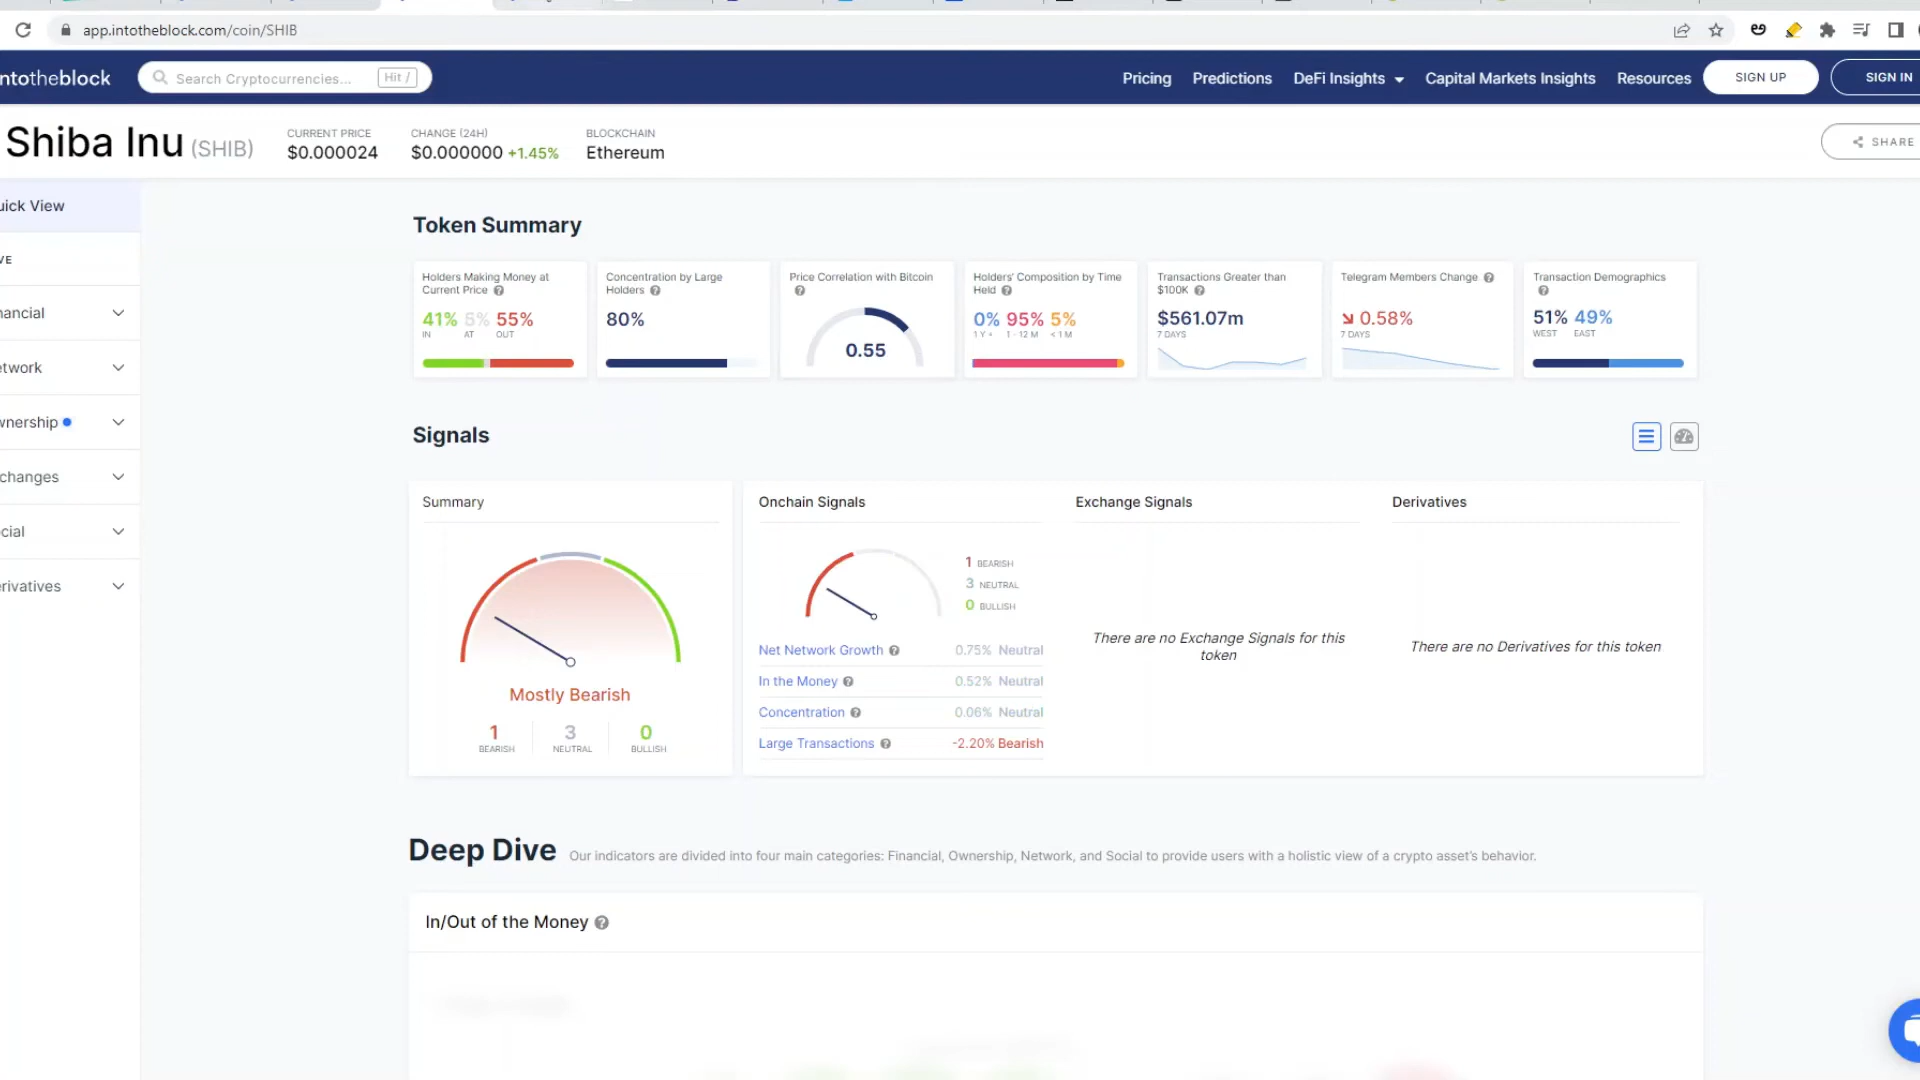 app.intotheblock.com/coin/SHIB
intotheblock
Search Cryptocurrencies... Hit /
Pricing Predictions DeFi Insights Capital Markets Insights Resources SIGN UP SIGN IN
Shiba Inu (SHIB)
CURRENT PRICE
$0.000024
CHANGE (24H)
$0.000000 +1.45%
BLOCKCHAIN
Ethereum
SHARE
uick View
VE
nancial
etwork
wnership
changes
cial
erivatives
Token Summary
Holders Making Money at
Current Price
41% 5% 55%
IN AT OUT
Concentration by Large
Holders
80%
Price Correlation with Bitcoin
0.55
Holders' Composition by Time
Held
0% 95% 5%
1 Y + 1 - 12 M < 1 M
Transactions Greater than
$100K
$561.07m
7 DAYS
Telegram Members Change
0.58%
7 DAYS
Transaction Demographics
51% 49%
WEST EAST
Signals
Summary
Mostly Bearish
1 3 0
BEARISH NEUTRAL BULLISH
Onchain Signals
1 BEARISH
3 NEUTRAL
0 BULLISH
Net Network Growth 0.75% Neutral
In the Money 0.52% Neutral
Concentration 0.06% Neutral
Large Transactions -2.20% Bearish
Exchange Signals
There are no Exchange Signals for this
token
Derivatives
There are no Derivatives for this token
Deep Dive Our indicators are divided into four main categories: Financial, Ownership, Network, and Social to provide users with a holistic view of a crypto asset's behavior.
In/Out of the Money